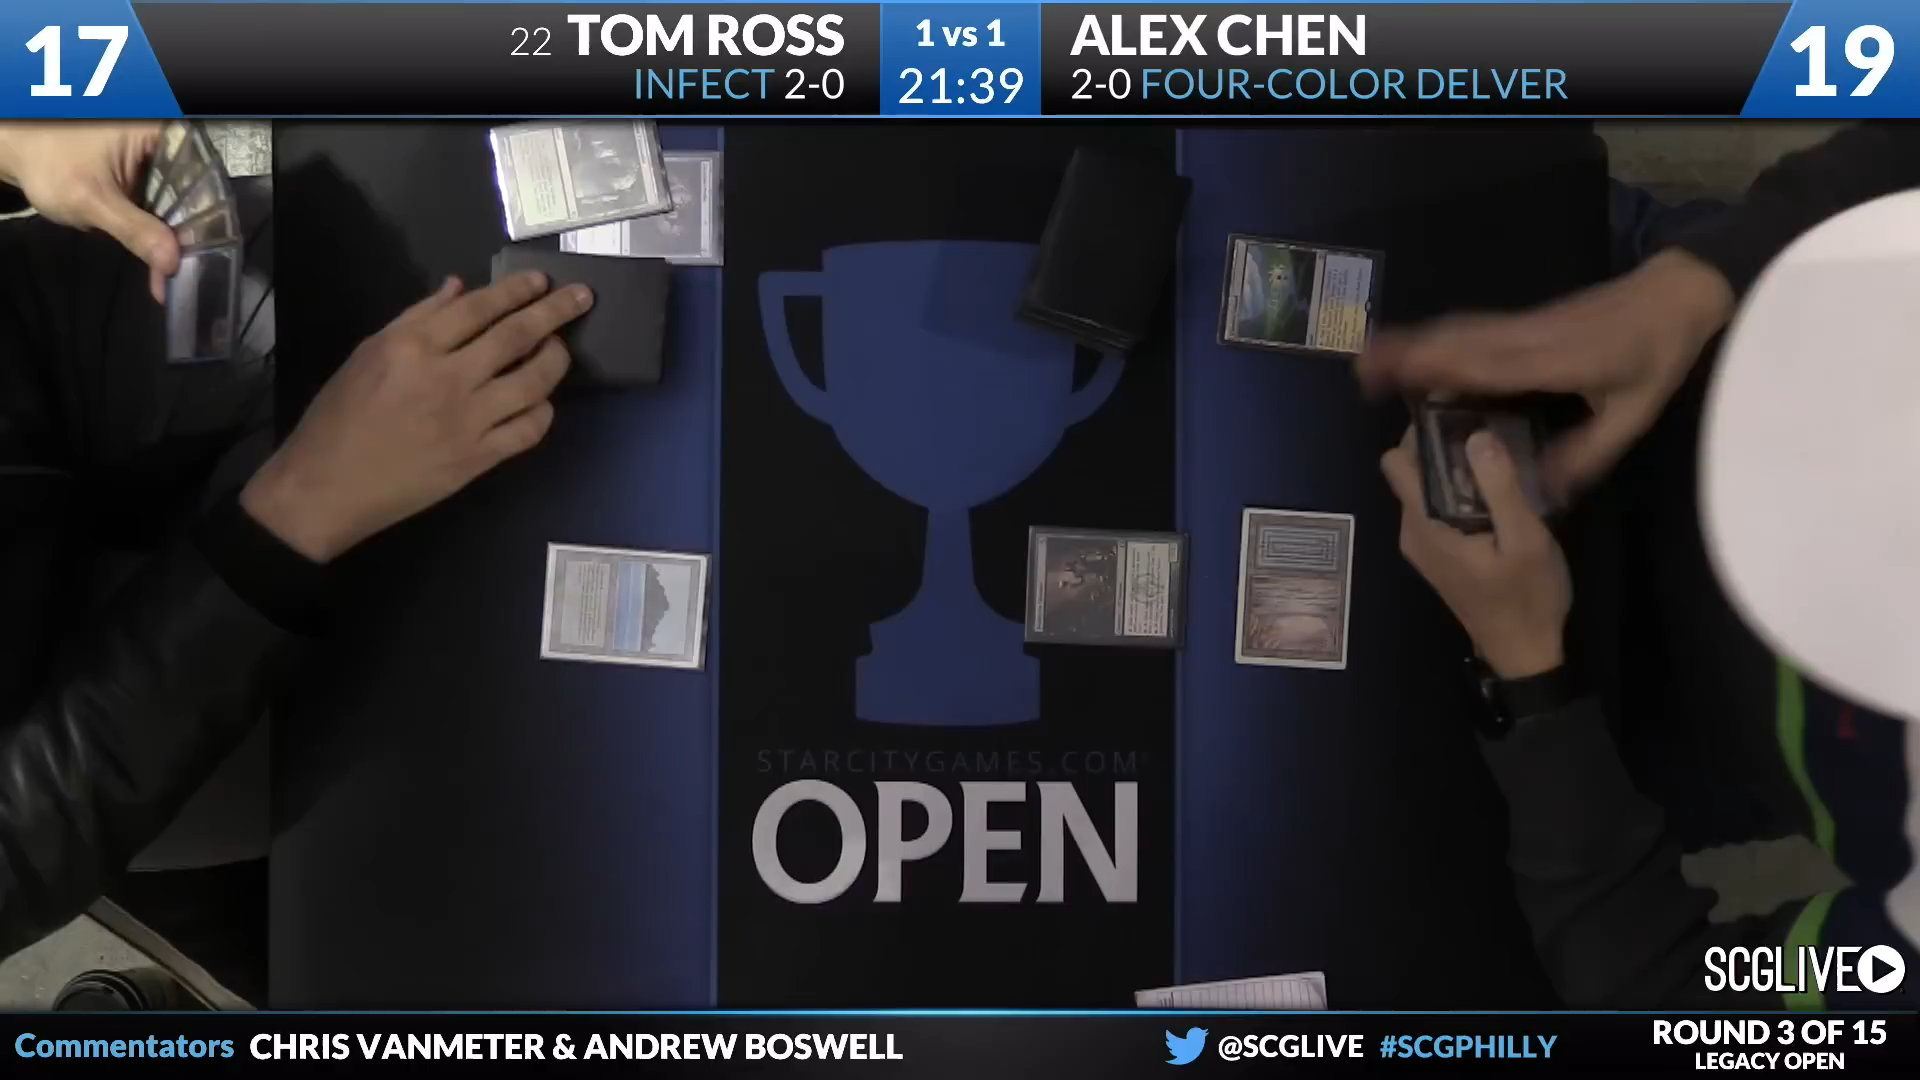 17
22 TOM ROSS
INFECT 2-0
1 vs 1
21:39
ALEX CHEN
2-0 FOUR-COLOR DELVER
19
STARCITYGAMES.COM
OPEN
SCGLIVE
Commentators CHRIS VANMETER & ANDREW BOSWELL
@SCGLIVE #SCGPHILLY
ROUND 3 OF 15
LEGACY OPEN